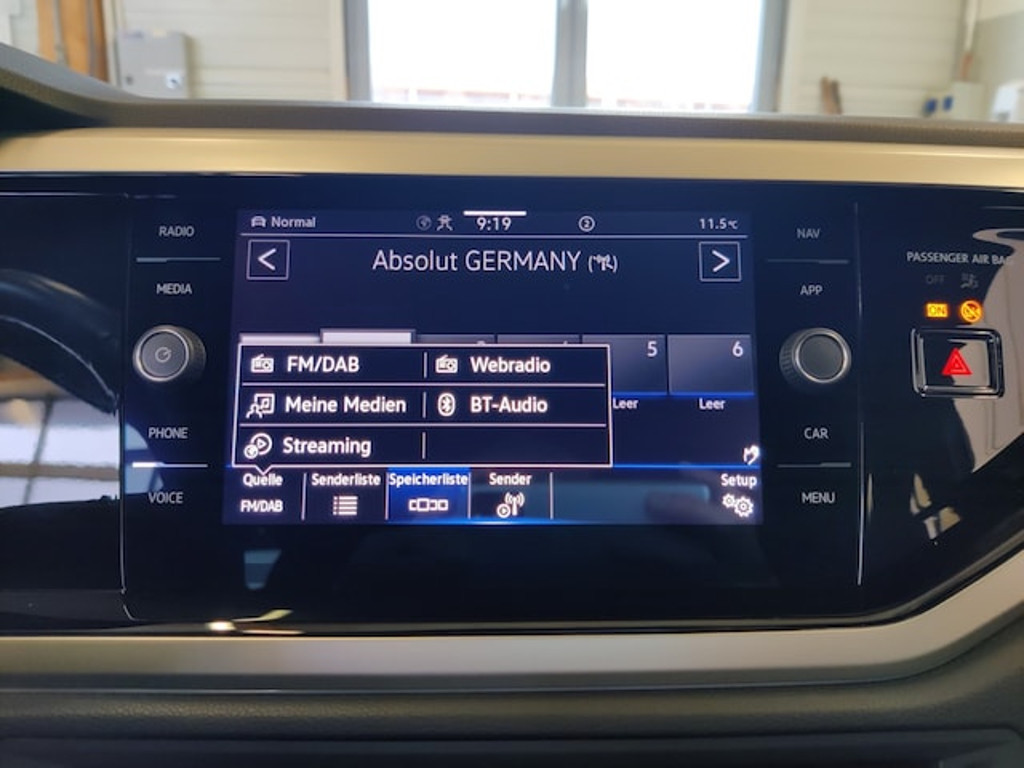 RADIO
MEDIA
PHONE
VOICE
Normal
9:19
2
11.5°C
<
Absolut GERMANY
>
5
6
FM/DAB
Webradio
Meine Medien
BT-Audio
Streaming
Leer
Leer
Quelle
FM/DAB
Senderliste
Speicherliste
Sender
Setup
NAV
APP
CAR
MENU
PASSENGER AIR BAG
OFF
ON